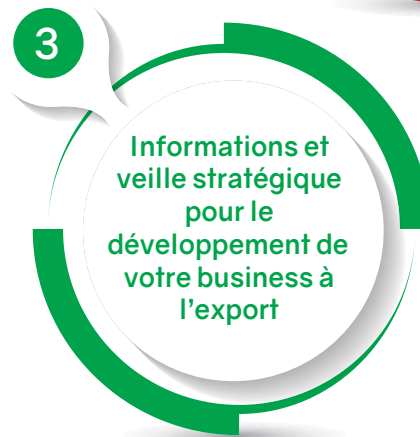 3
Informations et
veille stratégique
pour le
développement de
votre business à
l’export